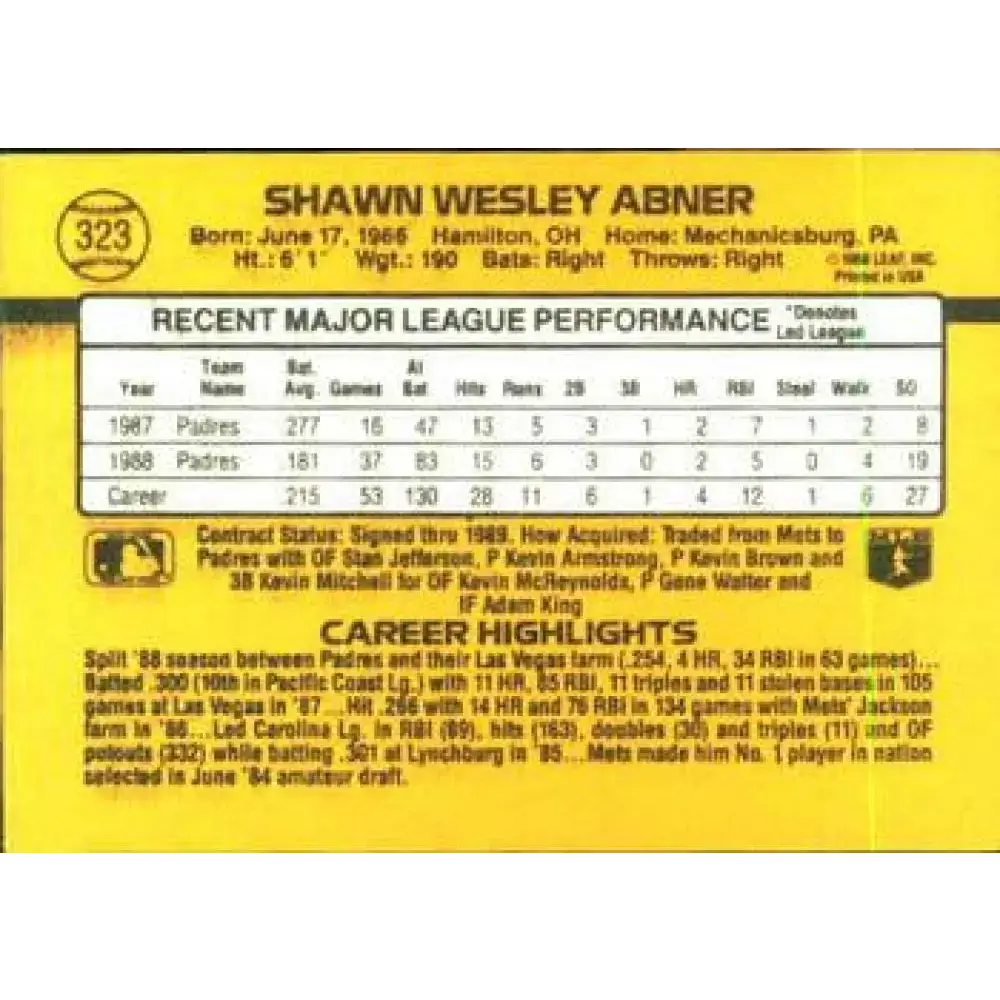 323
SHAWN WESLEY ABNER
Born: June 17, 1966 Hamilton, OH Home: Mechanicsburg, PA
Ht.: 6'1" Wgt.: 190 Bats: Right Throws: Right
© 1988 LEAF, INC.
Printed in USA
RECENT MAJOR LEAGUE PERFORMANCE *Denotes Led League
Year Team Name Bat. Avg. Games At Bat Hits Runs 2B 3B HR RBI Steal Walk SO
1987 Padres .277 16 47 13 5 3 1 2 7 1 2 8
1988 Padres .181 37 83 15 6 3 0 2 5 0 4 19
Career .215 53 130 28 11 6 1 4 12 1 6 27
Contract Status: Signed thru 1989. How Acquired: Traded from Mets to
Padres with OF Stan Jefferson, P Kevin Armstrong, P Kevin Brown and
3B Kevin Mitchell for OF Kevin McReynolds, P Gene Walter and
IF Adam King
CAREER HIGHLIGHTS
Split '88 season between Padres and their Las Vegas farm (.254, 4 HR, 34 RBI in 63 games)...
Batted .300 (10th in Pacific Coast Lg.) with 11 HR, 85 RBI, 11 triples and 11 stolen bases in 105
games at Las Vegas in '87...Hit .266 with 14 HR and 76 RBI in 134 games with Mets' Jackson
farm in '86...Led Carolina Lg. in RBI (89), hits (163), doubles (30) and triples (11) and OF
putouts (332) while batting .301 at Lynchburg in '85...Mets made him No. 1 player in nation
selected in June '84 amateur draft.